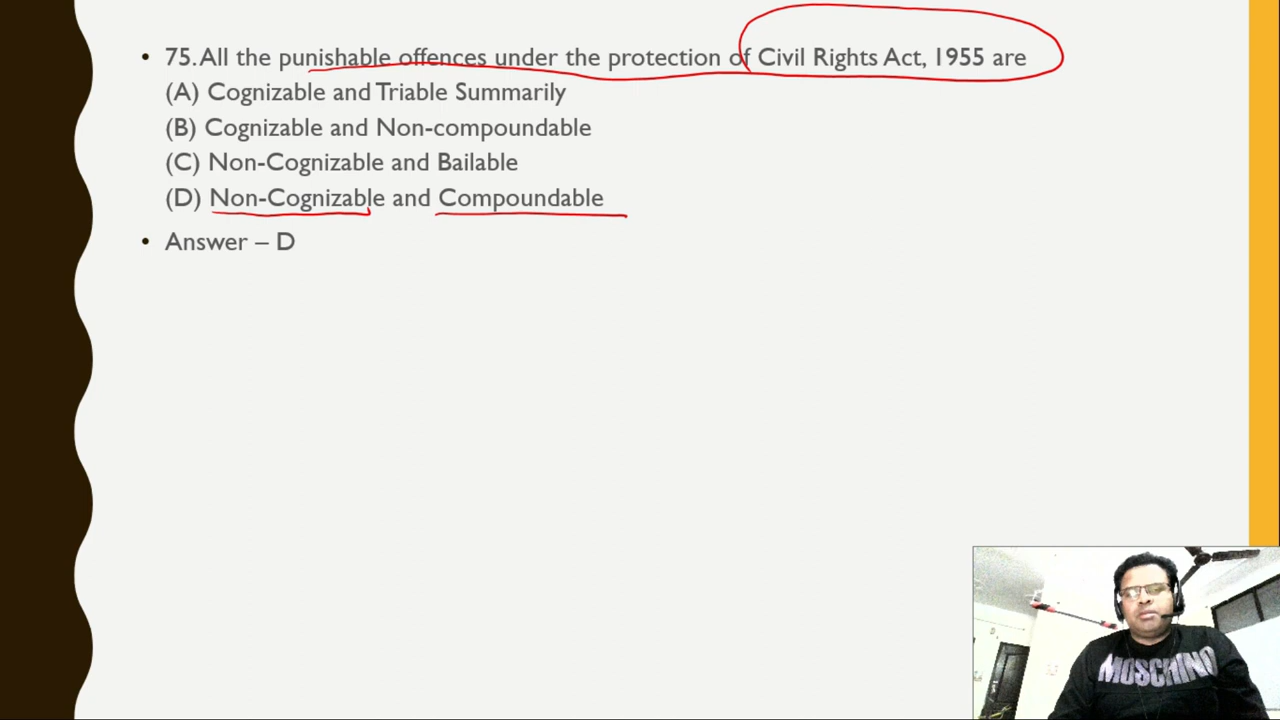 • 75. All the punishable offences under the protection of Civil Rights Act, 1955 are
(A) Cognizable and Triable Summarily
(B) Cognizable and Non-compoundable
(C) Non-Cognizable and Bailable
(D) Non-Cognizable and Compoundable
• Answer – D
MOSCHINO